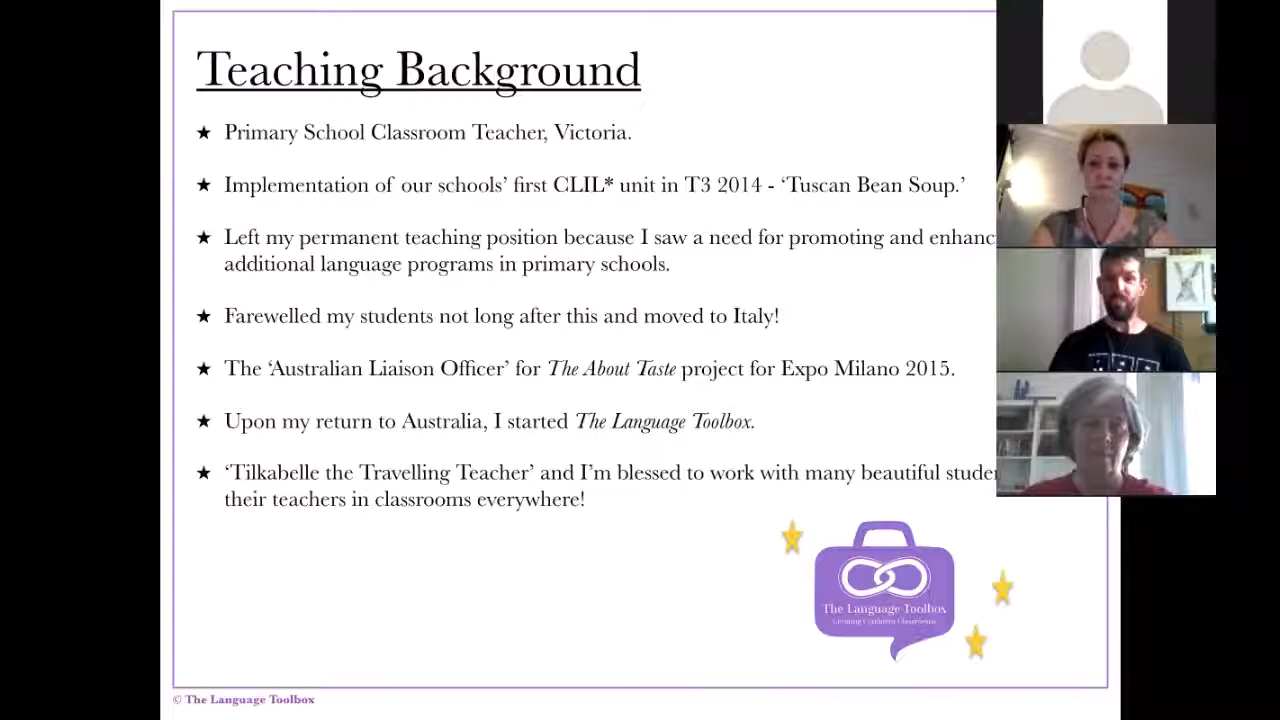 Teaching Background
★ Primary School Classroom Teacher, Victoria.
★ Implementation of our schools’ first CLIL* unit in T3 2014 - ‘Tuscan Bean Soup.’
★ Left my permanent teaching position because I saw a need for promoting and
additional language programs in primary schools.
★ Farewelled my students not long after this and moved to Italy!
★ The ‘Australian Liaison Officer’ for The About Taste project for Expo Milano 2015.
★ Upon my return to Australia, I started The Language Toolbox.
★ ‘Tilkabelle the Travelling Teacher’ and I’m blessed to work with many beautiful
their teachers in classrooms everywhere!
The Language Toolbox
Creating Confident Classrooms
© The Language Toolbox